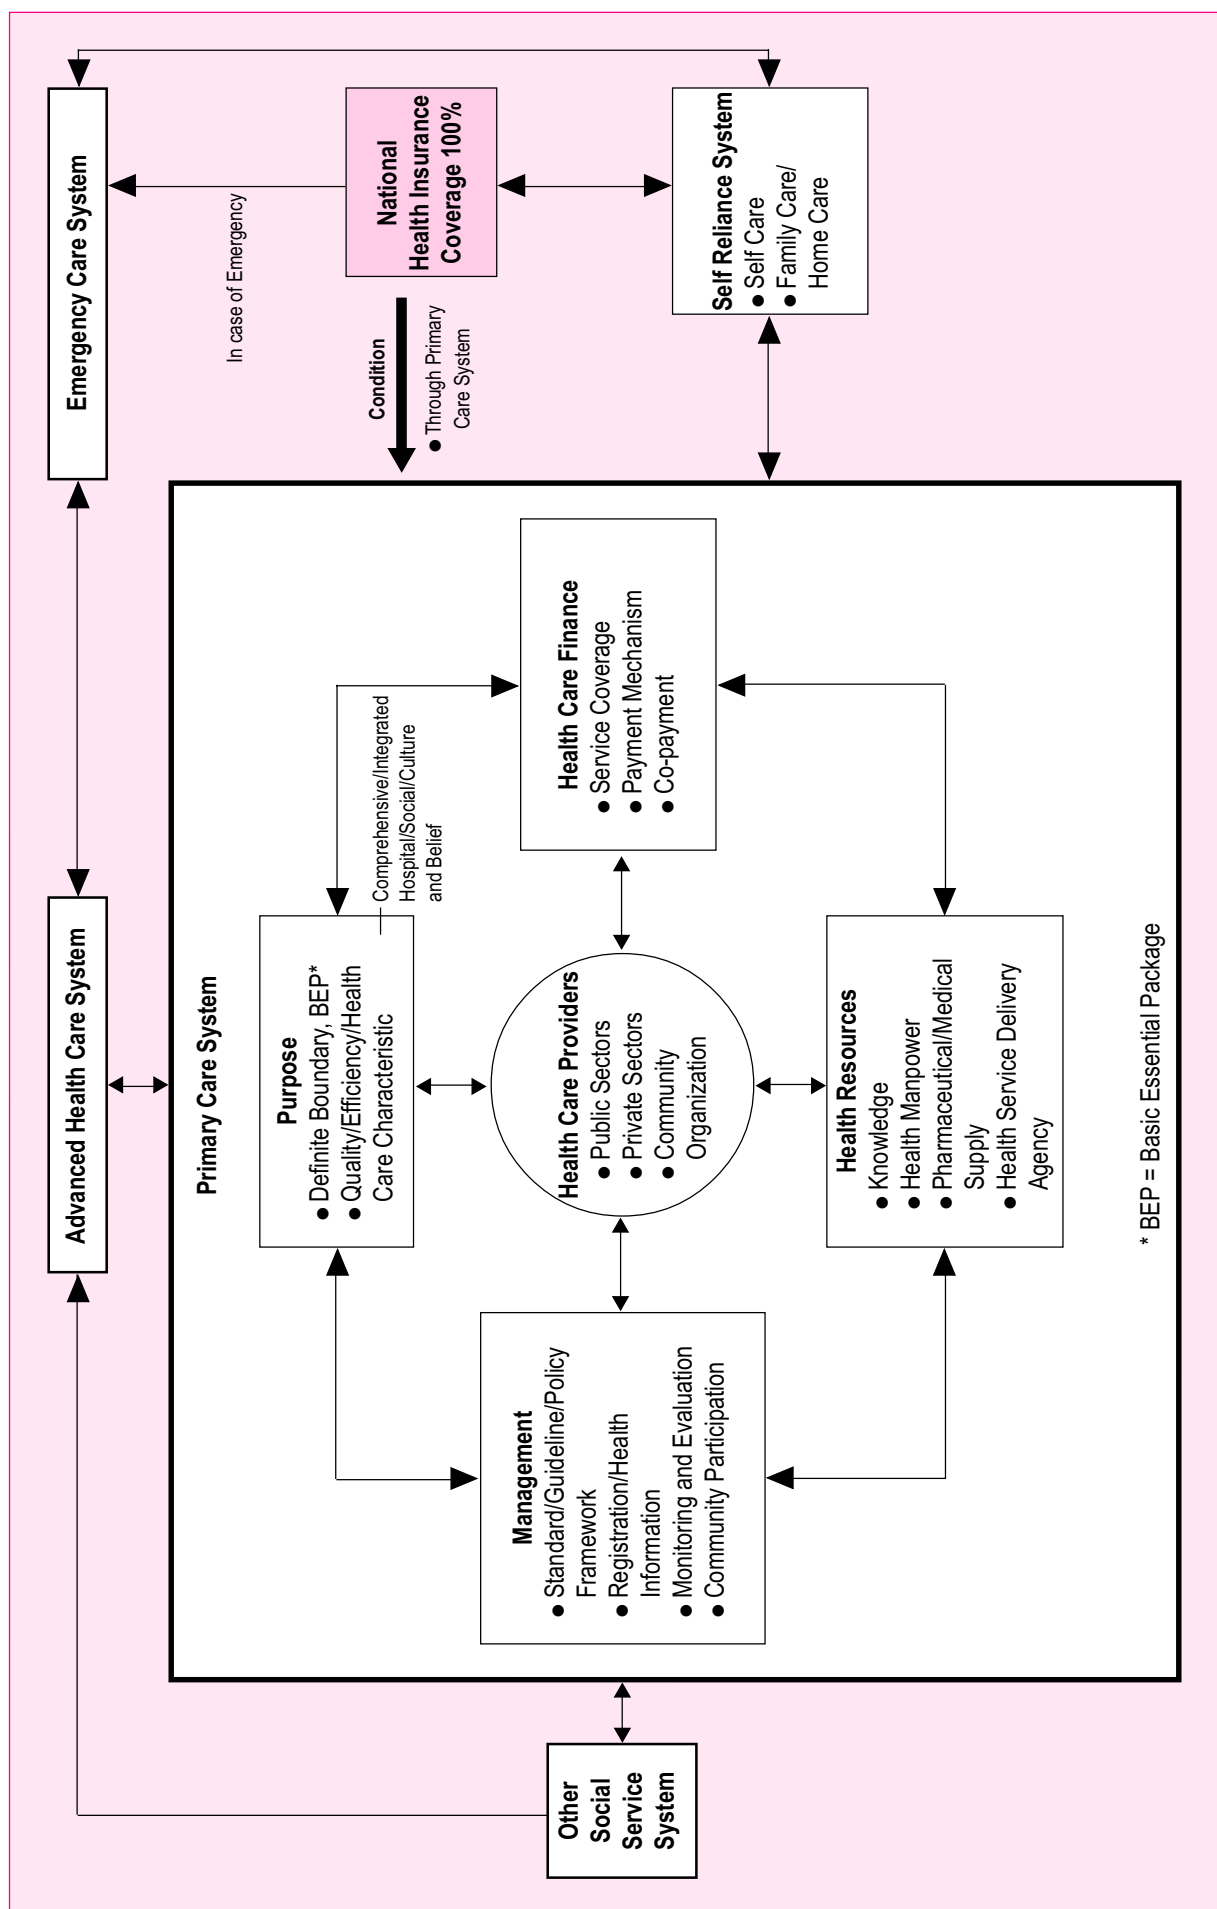 Advanced Health Care System
Emergency Care System
In case of Emergency
National
Health Insurance
Coverage 100%
Condition
● Through Primary
Care System
Self Reliance System
● Self Care
● Family Care/
Home Care
Other
Social
Service
System
Primary Care System
Purpose
● Definite Boundary, BEP*
● Quality/Efficiency/Health
Care Characteristic
Comprehensive/Integrated
Hospital/Social/Culture
and Belief
Management
● Standard/Guideline/Policy
Framework
● Registration/Health
Information
● Monitoring and Evaluation
● Community Participation
Health Care Providers
● Public Sectors
● Private Sectors
● Community
Organization
Health Care Finance
● Service Coverage
● Payment Mechanism
● Co-payment
Health Resources
● Knowledge
● Health Manpower
● Pharmaceutical/Medical
Supply
● Health Service Delivery
Agency
* BEP = Basic Essential Package